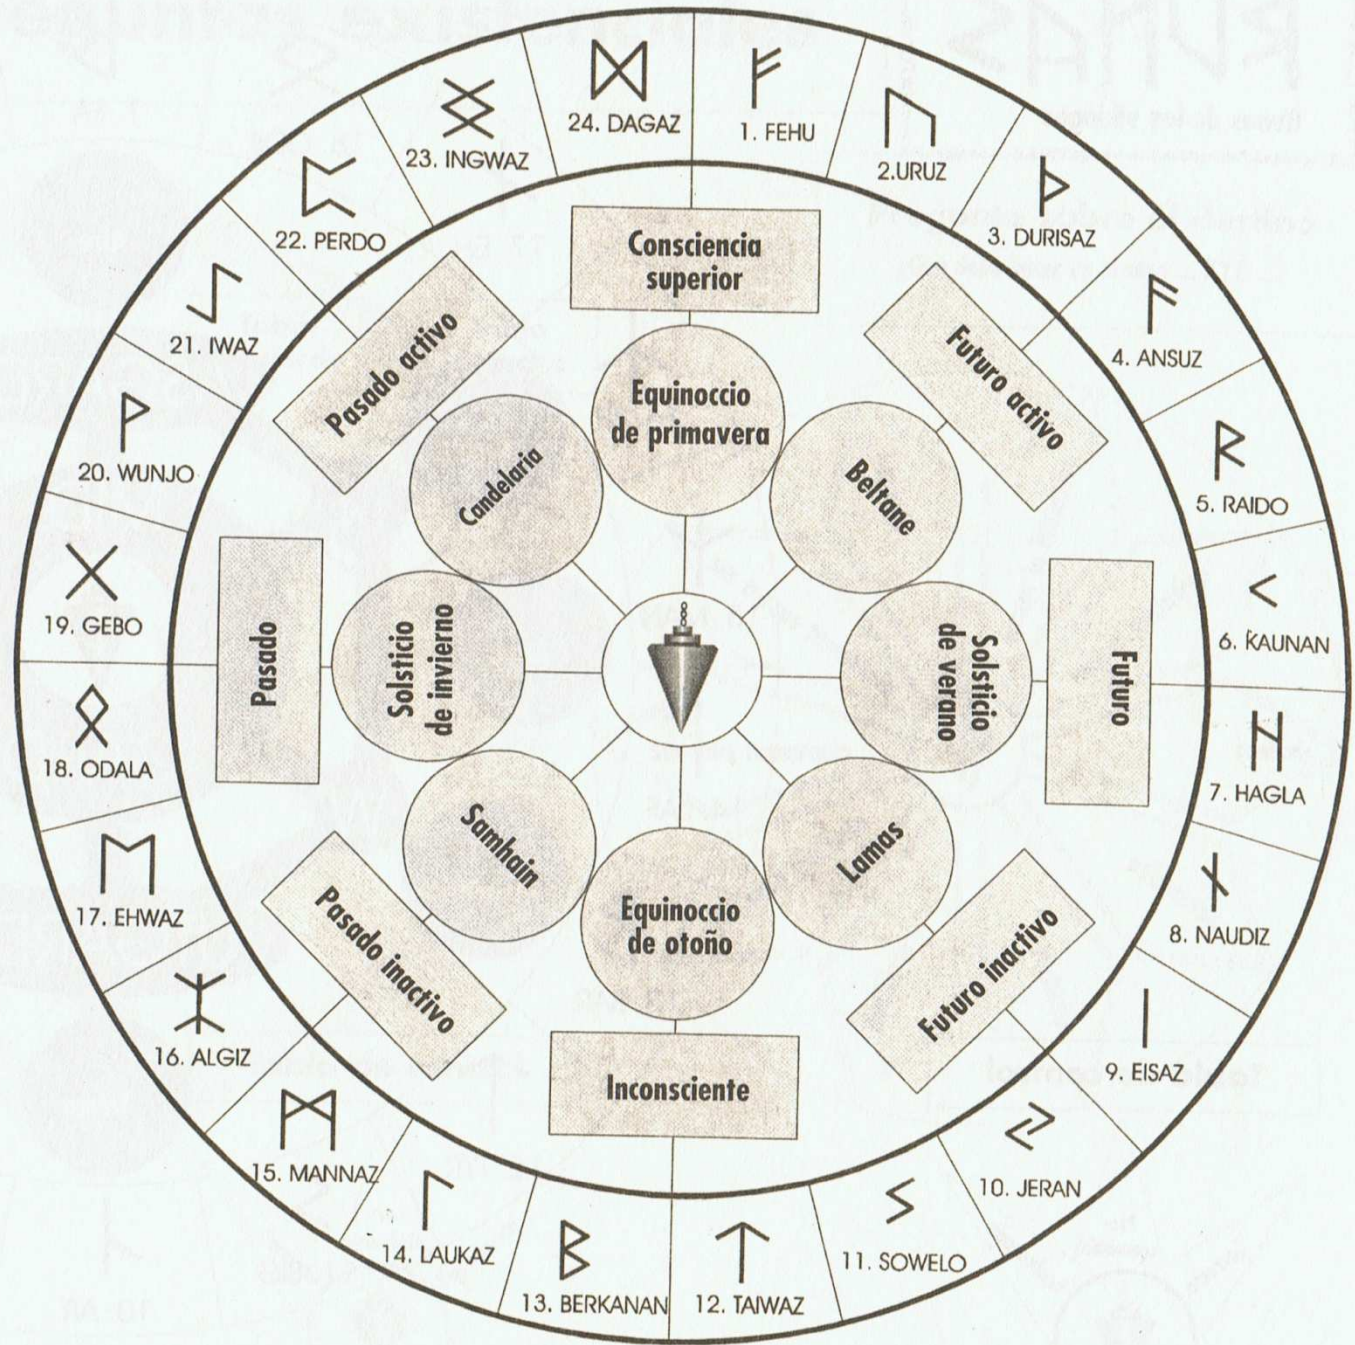 1. FEHU
2.URUZ
3. DURISAZ
4. ANSUZ
5. RAIDO
6. KAUNAN
7. HAGLA
8. NAUDIZ
9. EISAZ
10. JERAN
11. SOWELO
12. TAIWAZ
13. BERKANAN
14. LAUKAZ
15. MANNAZ
16. ALGIZ
17. EHWAZ
18. ODALA
19. GEBO
20. WUNJO
21. IWAZ
22. PERDO
23. INGWAZ
24. DAGAZ
Consciencia
superior
Futuro activo
Futuro
Futuro inactivo
Inconsciente
Pasado inactivo
Pasado
Pasado activo
Equinoccio
de primavera
Beltane
Solsticio
de verano
Lamas
Equinoccio
de otoño
Samhain
Solsticio
de invierno
Candelaria